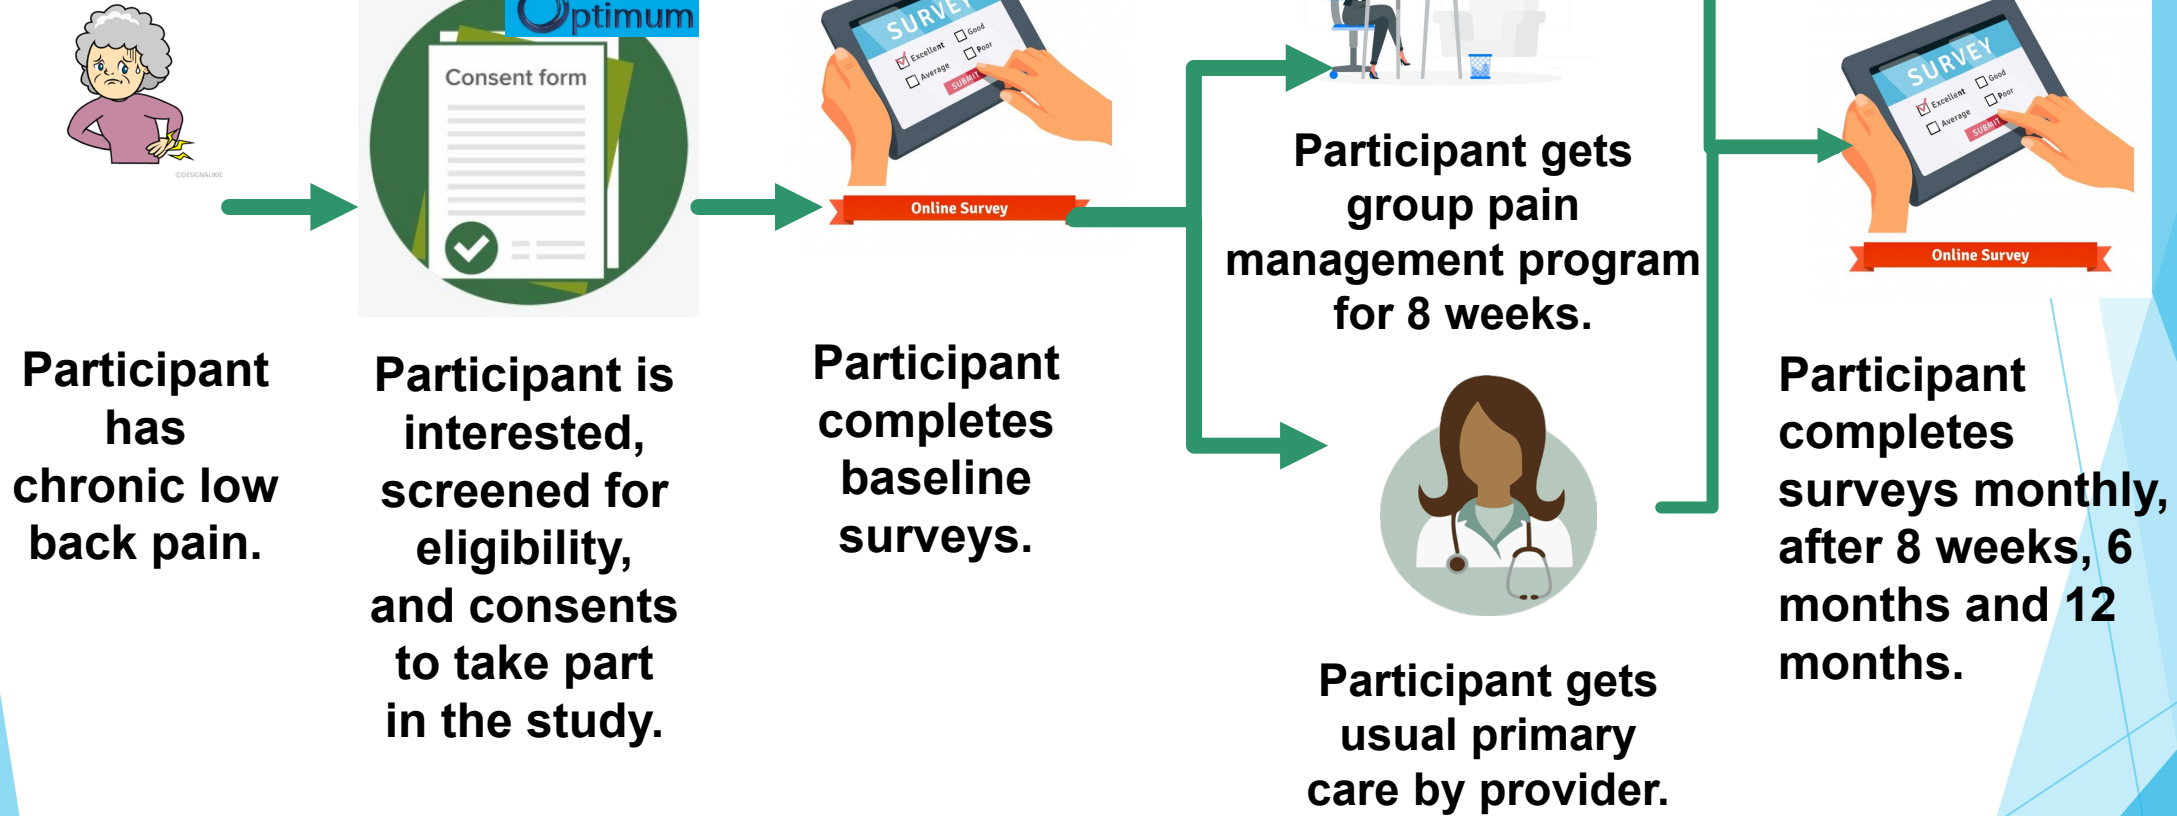 ©DESIGNALIKIE
Participant
has
chronic low
back pain.
Optimum
Consent form
Participant is
interested,
screened for
eligibility,
and consents
to take part
in the study.
SURVEY
Excellent
Good
Average
Poor
SUBMIT
Online Survey
Participant
completes
baseline
surveys.
Participant gets
group pain
management program
for 8 weeks.
Participant gets
usual primary
care by provider.
SURVEY
Excellent
Good
Average
Poor
SUBMIT
Online Survey
Participant
completes
surveys monthly,
after 8 weeks, 6
months and 12
months.